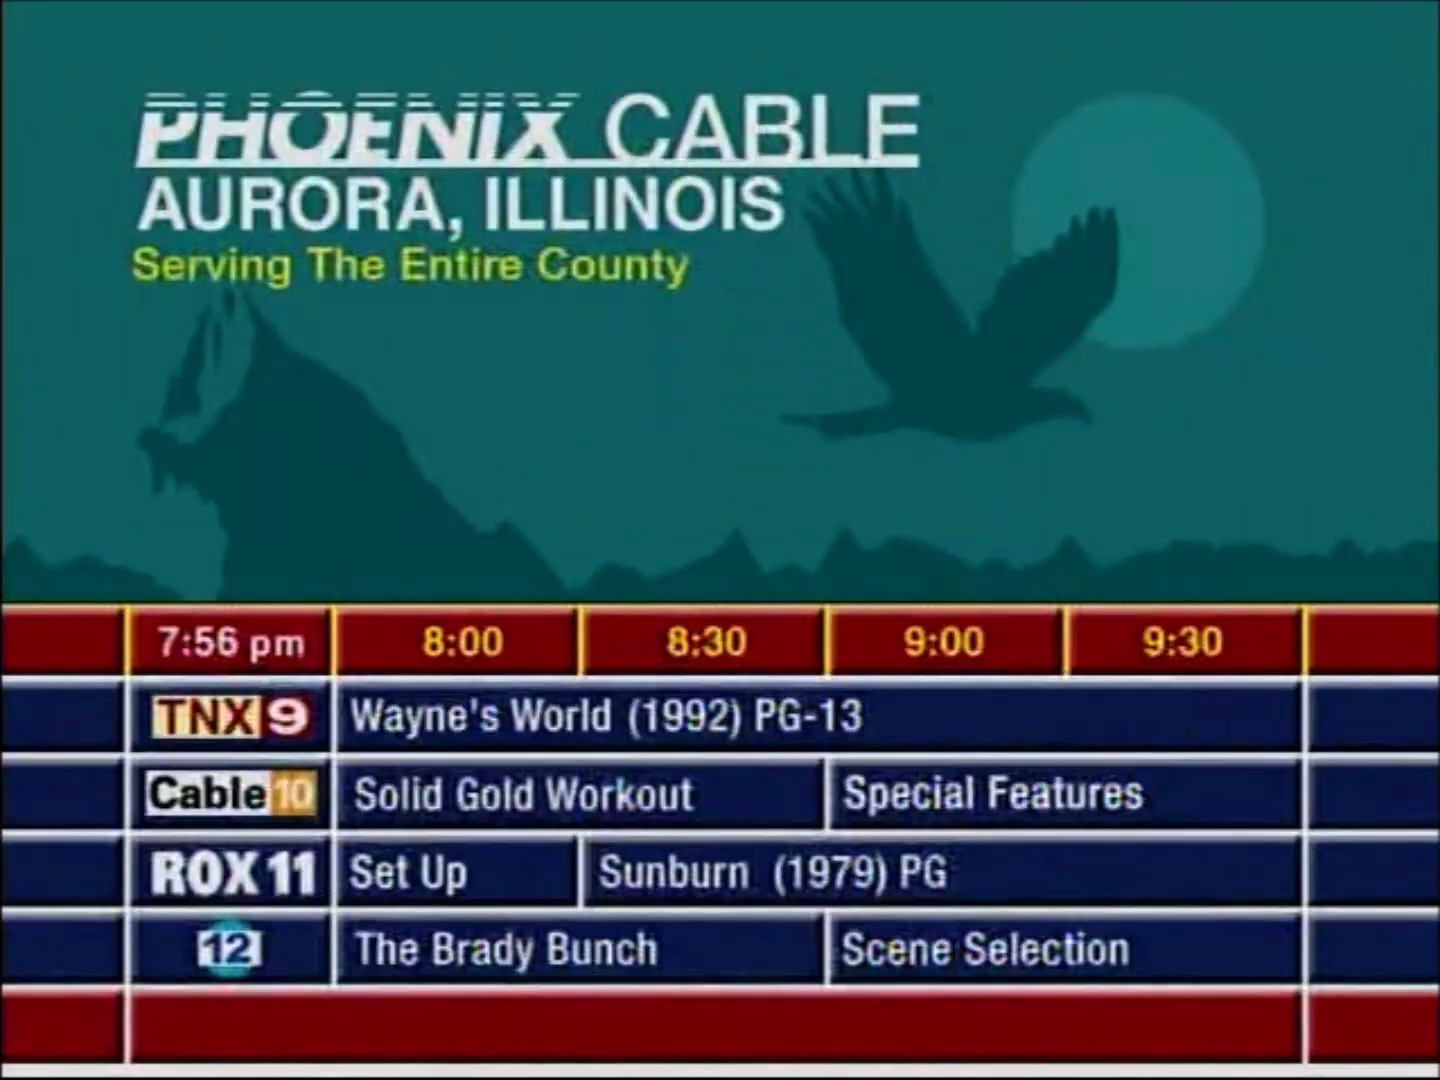 PHOENIX CABLE
AURORA, ILLINOIS
Serving The Entire County
7:56 pm 8:00 8:30 9:00 9:30
TNX 9 Wayne's World (1992) PG-13
Cable 10 Solid Gold Workout Special Features
ROX 11 Set Up Sunburn (1979) PG
12 The Brady Bunch Scene Selection